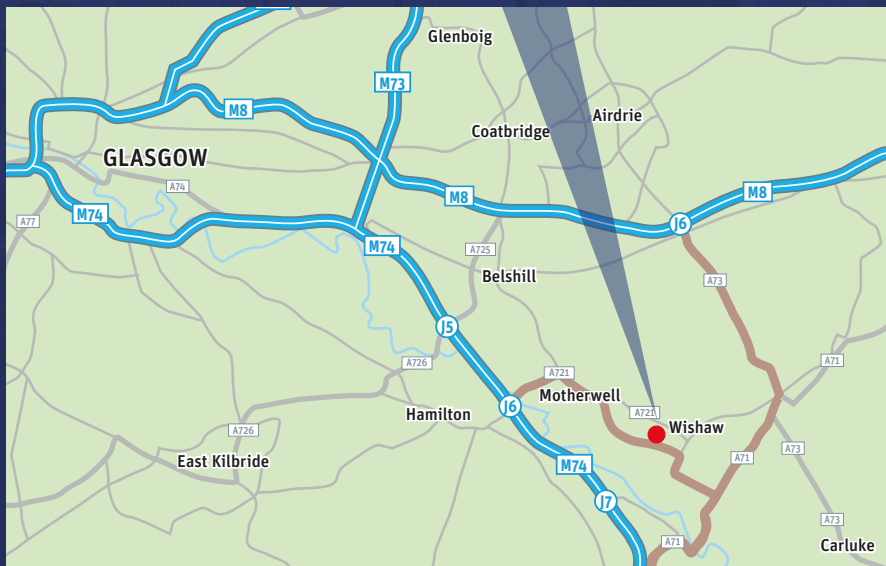 Glenboig
M73
M8
Airdrie
Coatbridge
GLASGOW
A74
M8
M8
M74
A77
J6
M74
A725
Belshill
A73
J5
A726
A71
A721
Motherwell
J6
Hamilton
A721
Wishaw
A726
East Kilbride
M74
A71
A73
J7
A73
A71
Carluke